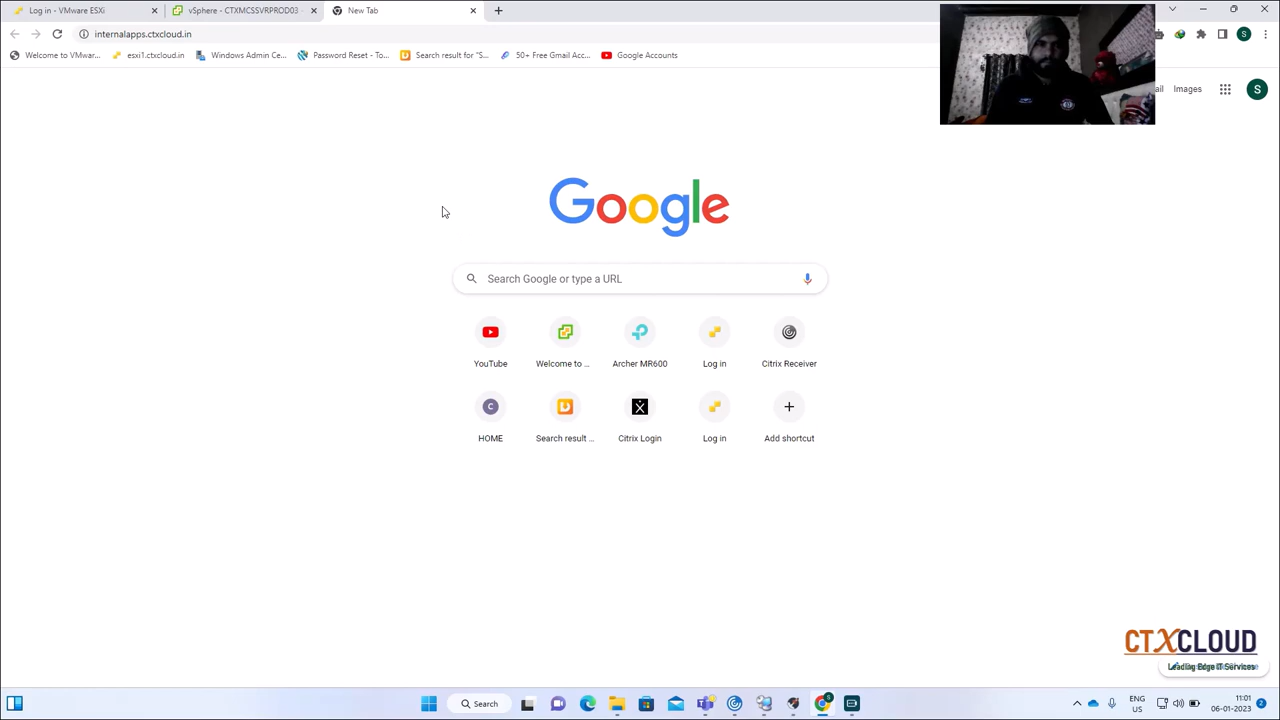 Log in - VMware ESXi
vSphere - CTXMCSSVRPROD03 -
New Tab
internalapps.ctxcloud.in
S
Welcome to VMwar...
esxi1.ctxcloud.in
Windows Admin Ce...
Password Reset - To...
Search result for "S...
50+ Free Gmail Acc...
Google Accounts
ail
Images
S
Google
Search Google or type a URL
YouTube
Welcome to ...
Archer MR600
Log in
Citrix Receiver
C
HOME
Search result ...
Citrix Login
Log in
Add shortcut
CTXCLOUD
Leading Edge IT Services
Search
ENG
US
11:01
06-01-2023
2